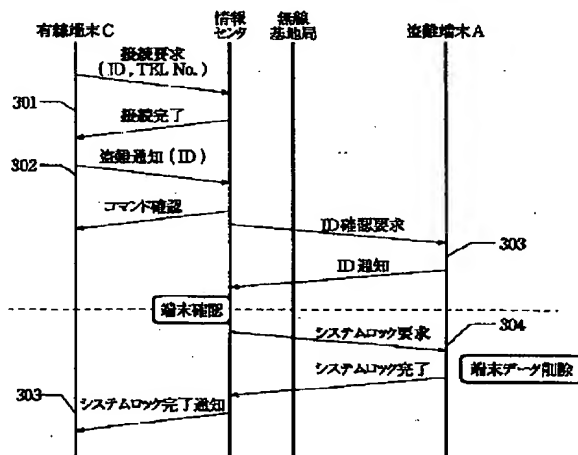 有線端末C
情報
センタ
無線
基地局
盗難端末A
接続要求
(ID, TEL No.)
301
接続完了
302
盗難通知 (ID)
コマンド確認
ID確認要求
303
ID通知
端末確認
304
システムロック要求
システムロック完了
端末データ削除
303
システムロック完了通知